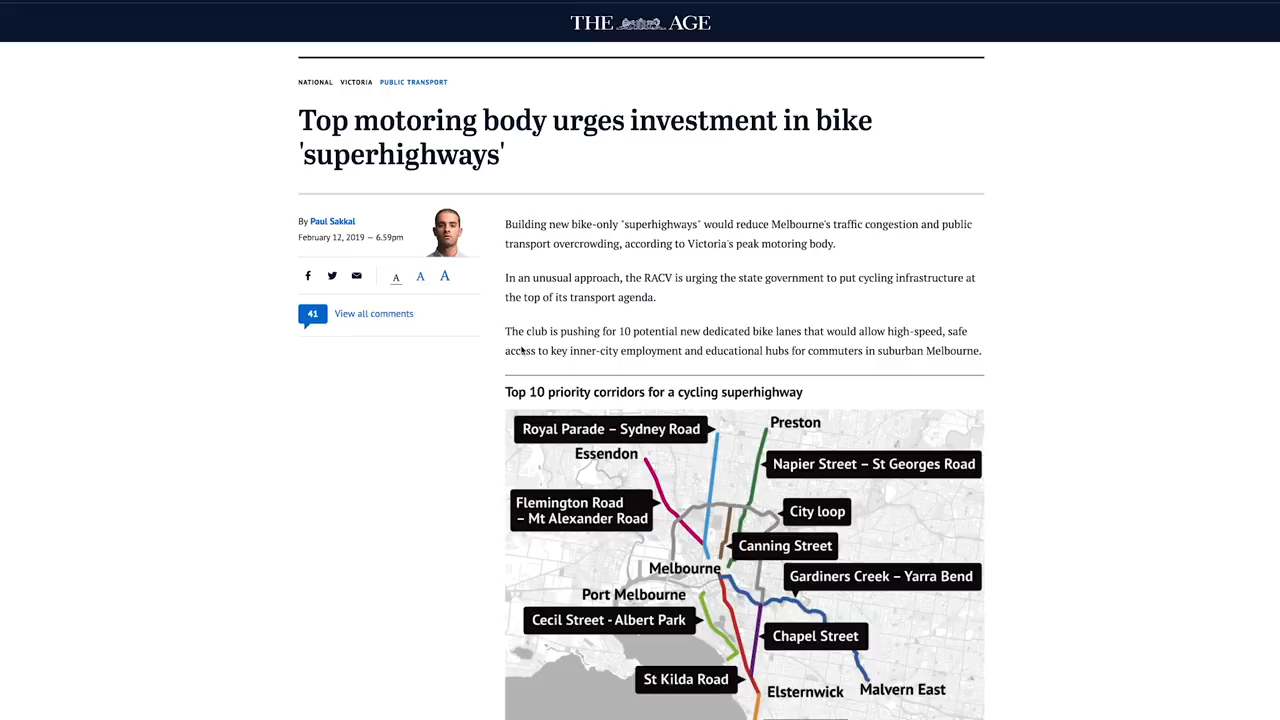 THE AGE
NATIONAL VICTORIA PUBLIC TRANSPORT
Top motoring body urges investment in bike
'superhighways'
By Paul Sakkal
February 12, 2019 — 6.59pm
A A A
41 View all comments
Building new bike-only "superhighways" would reduce Melbourne's traffic congestion and public
transport overcrowding, according to Victoria's peak motoring body.
In an unusual approach, the RACV is urging the state government to put cycling infrastructure at
the top of its transport agenda.
The club is pushing for 10 potential new dedicated bike lanes that would allow high-speed, safe
access to key inner-city employment and educational hubs for commuters in suburban Melbourne.
Top 10 priority corridors for a cycling superhighway
Preston
Royal Parade – Sydney Road
Essendon
Napier Street – St Georges Road
Flemington Road
– Mt Alexander Road
City loop
Canning Street
Melbourne
Gardiners Creek – Yarra Bend
Port Melbourne
Cecil Street - Albert Park
Chapel Street
St Kilda Road
Elsternwick
Malvern East